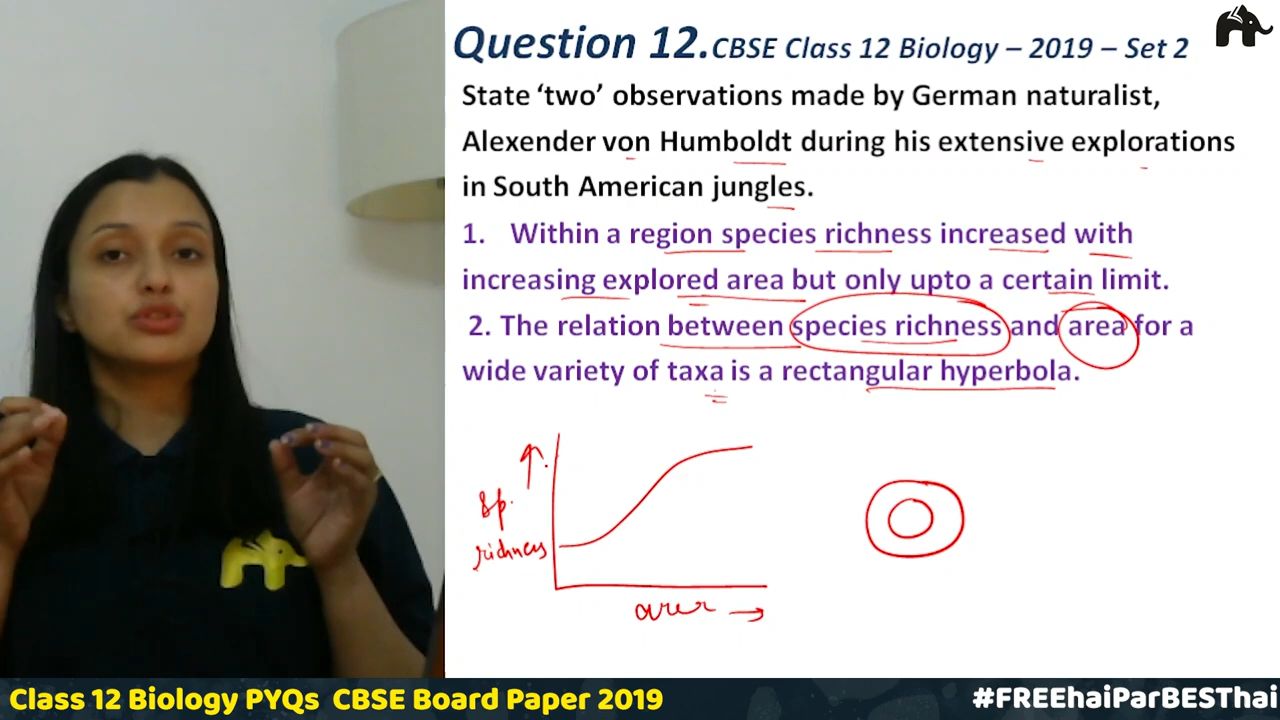 Question 12.CBSE Class 12 Biology – 2019 – Set 2
State ‘two’ observations made by German naturalist,
Alexender von Humboldt during his extensive explorations
in South American jungles.
1. Within a region species richness increased with
increasing explored area but only upto a certain limit.
2. The relation between species richness and area for a
wide variety of taxa is a rectangular hyperbola.
Sp.
richness
area
Class 12 Biology PYQs CBSE Board Paper 2019
#FREEhaiParBESThai